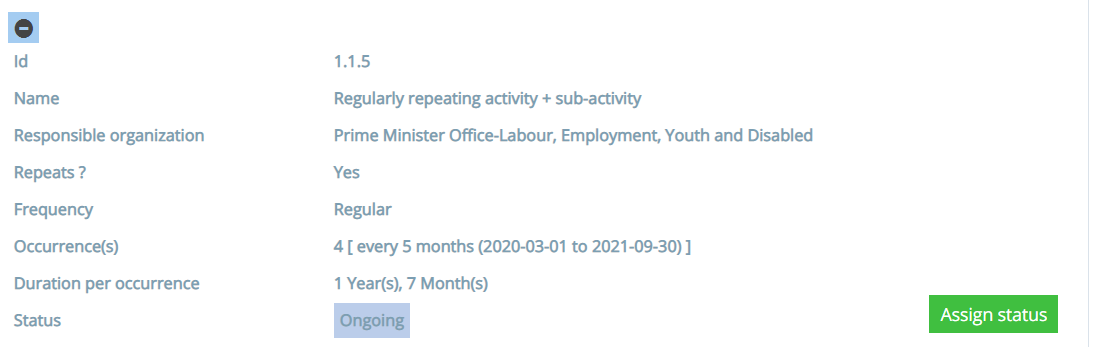 Id 1.1.5
Name Regularly repeating activity + sub-activity
Responsible organization Prime Minister Office-Labour, Employment, Youth and Disabled
Repeats ? Yes
Frequency Regular
Occurrence(s) 4 [ every 5 months (2020-03-01 to 2021-09-30) ]
Duration per occurrence 1 Year(s), 7 Month(s)
Status Ongoing Assign status